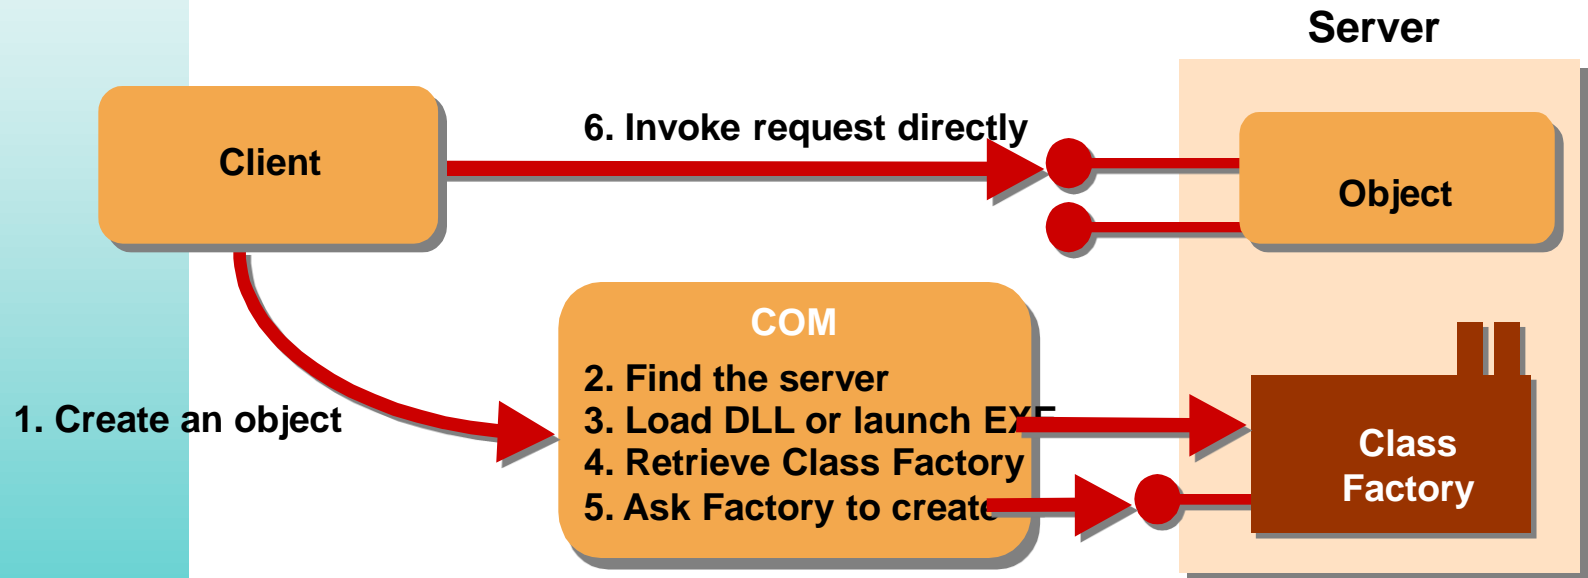 Server
6. Invoke request directly
Client
Object
COM
2. Find the server
3. Load DLL or launch EXE
4. Retrieve Class Factory
5. Ask Factory to create
1. Create an object
Class
Factory